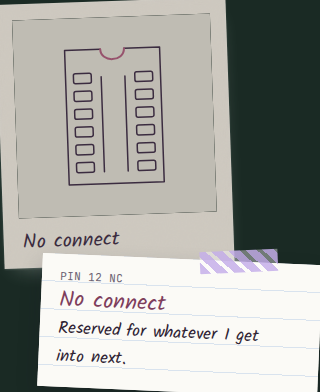 No connect
PIN 12 NC
No connect
Reserved for whatever I get
into next.